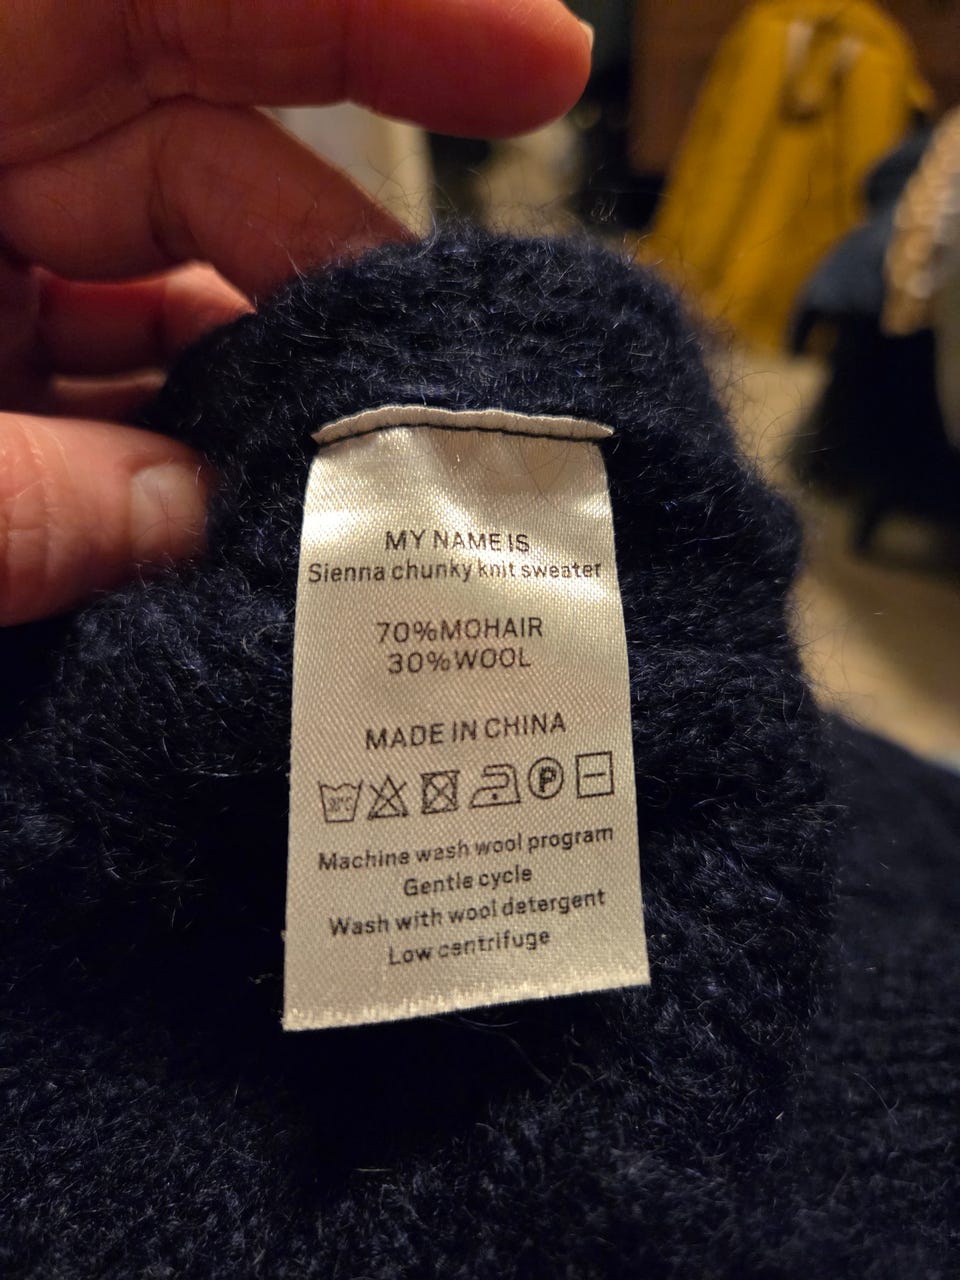 MY NAME IS
Sienna chunky knit sweater
70%MOHAIR
30%WOOL
MADE IN CHINA
30°C P
Machine wash wool program
Gentle cycle
Wash with wool detergent
Low centrifuge